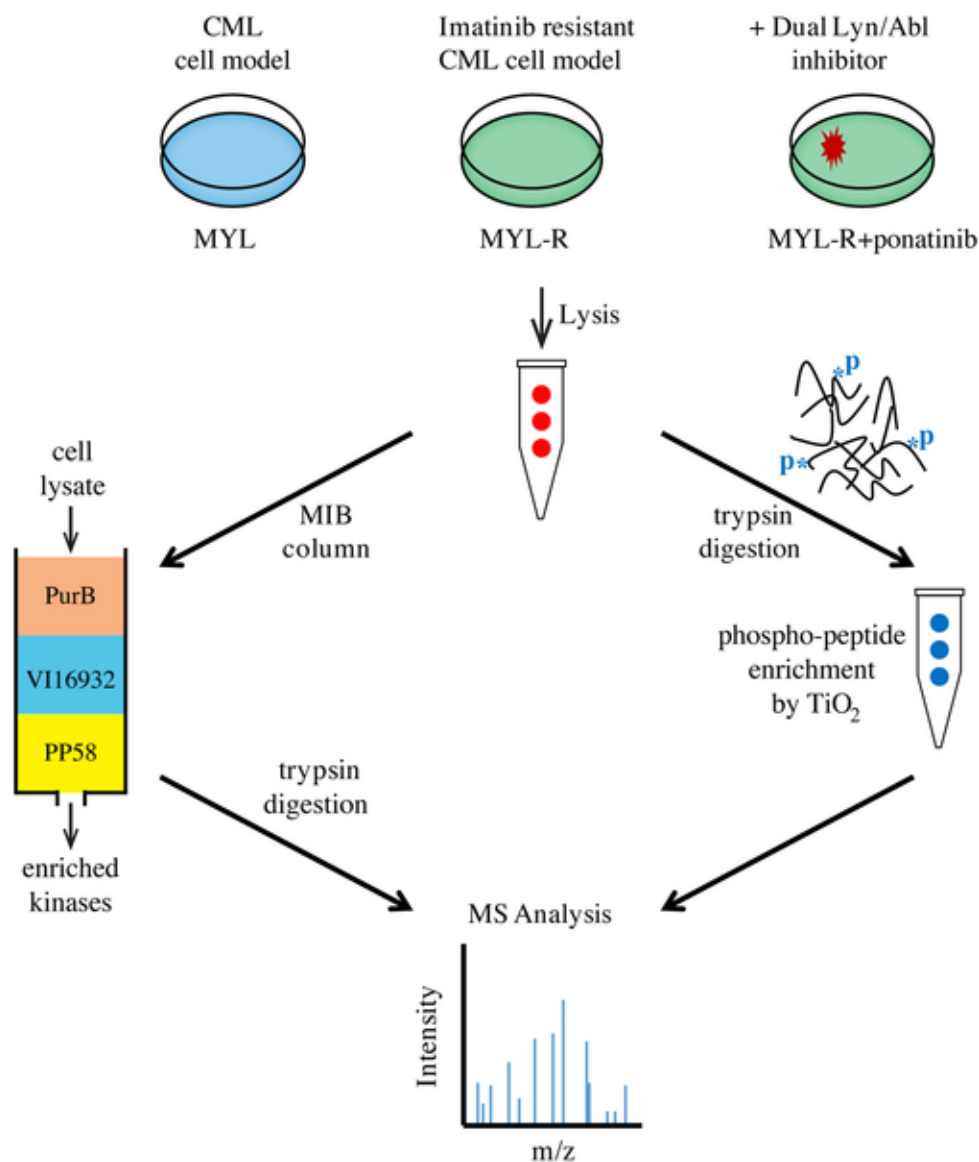 CML
cell model
Imatinib resistant
CML cell model
+ Dual Lyn/Abl
inhibitor
MYL
MYL-R
MYL-R+ponatinib
Lysis
*p
*p
p*
cell
lysate
MIB
column
trypsin
digestion
PurB
VI16932
PP58
phospho-peptide
enrichment
by TiO₂
trypsin
digestion
enriched
kinases
MS Analysis
Intensity
m/z